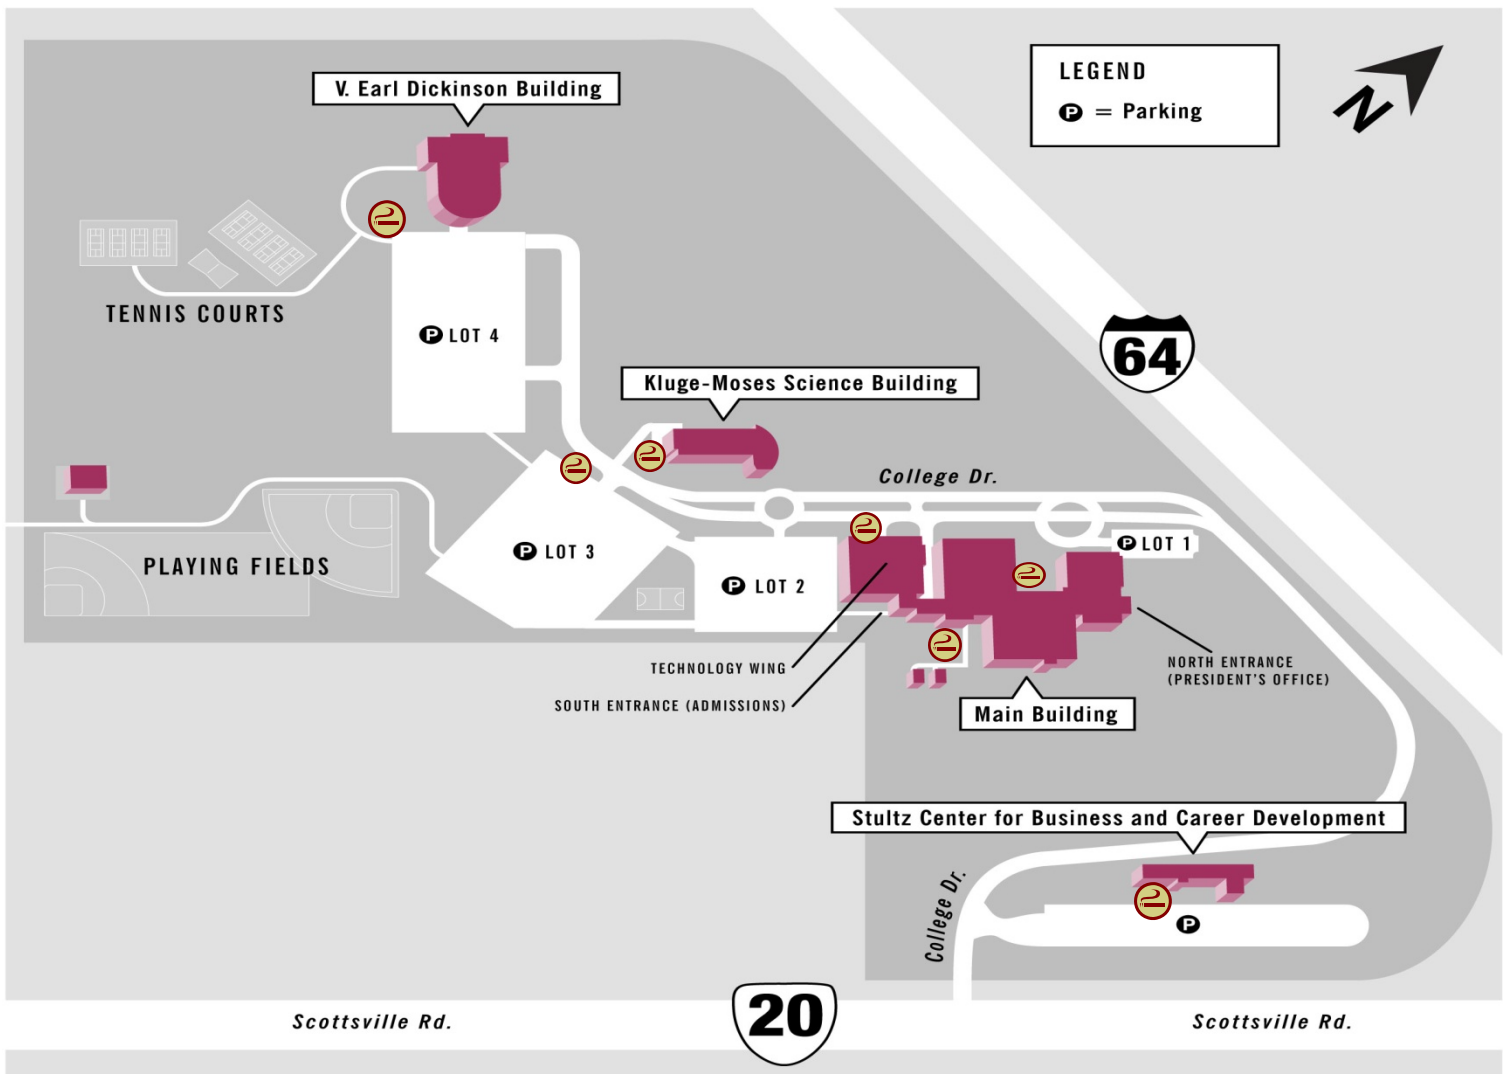 V. Earl Dickinson Building
LEGEND
P = Parking
N
TENNIS COURTS
P LOT 4
64
Kluge-Moses Science Building
College Dr.
P LOT 1
P LOT 3
PLAYING FIELDS
P LOT 2
TECHNOLOGY WING
NORTH ENTRANCE
(PRESIDENT'S OFFICE)
SOUTH ENTRANCE (ADMISSIONS)
Main Building
Stultz Center for Business and Career Development
College Dr.
P
Scottsville Rd.
20
Scottsville Rd.